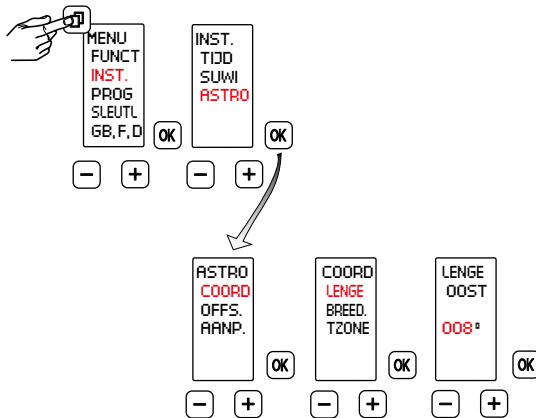 MENU
FUNCT
INST.
PROG
SLEUTL
GB,F,D
OK
− +
INST.
TIJD
SUWI
ASTRO
OK
− +
ASTRO
COORD
OFFS.
AANP.
OK
− +
COORD
LENGE
BREED.
TZONE
OK
− +
LENGE
OOST
008°
OK
− +